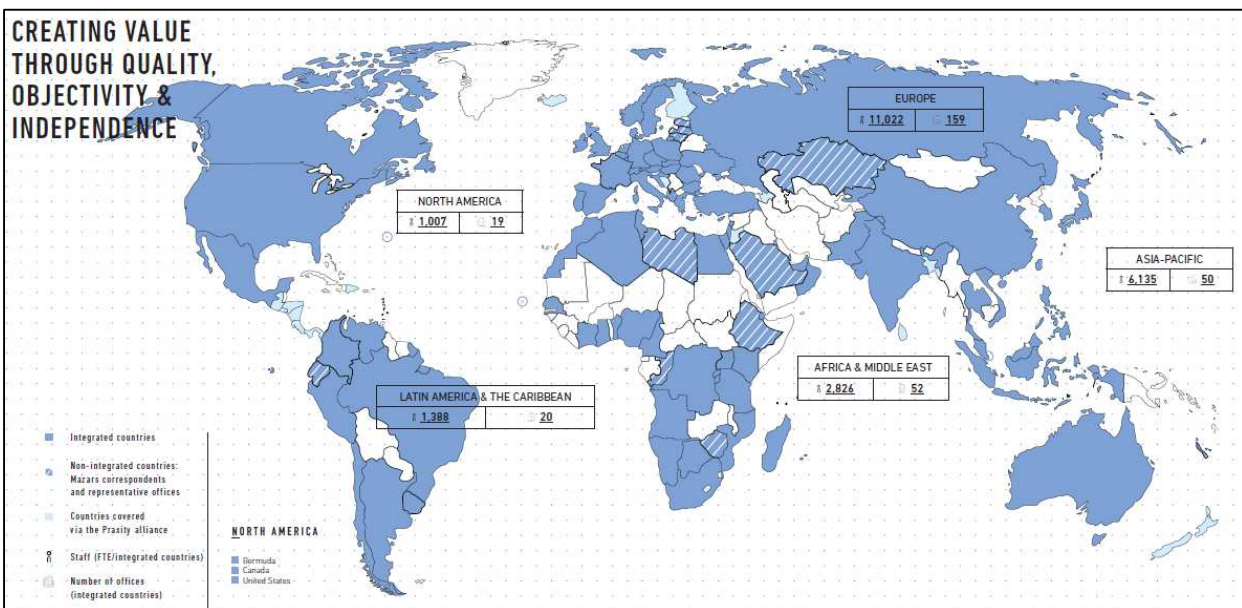 CREATING VALUE
THROUGH QUALITY,
OBJECTIVITY &
INDEPENDENCE
EUROPE
11,022 159
NORTH AMERICA
1,007 19
ASIA-PACIFIC
6,135 50
AFRICA & MIDDLE EAST
2,826 52
LATIN AMERICA & THE CARIBBEAN
1,388 20
Integrated countries
Non-integrated countries:
Mazars correspondents
and representative offices
Countries covered
via the Praxity alliance
Staff (FTE/integrated countries)
Number of offices
(integrated countries)
NORTH AMERICA
Bermuda
Canada
United States